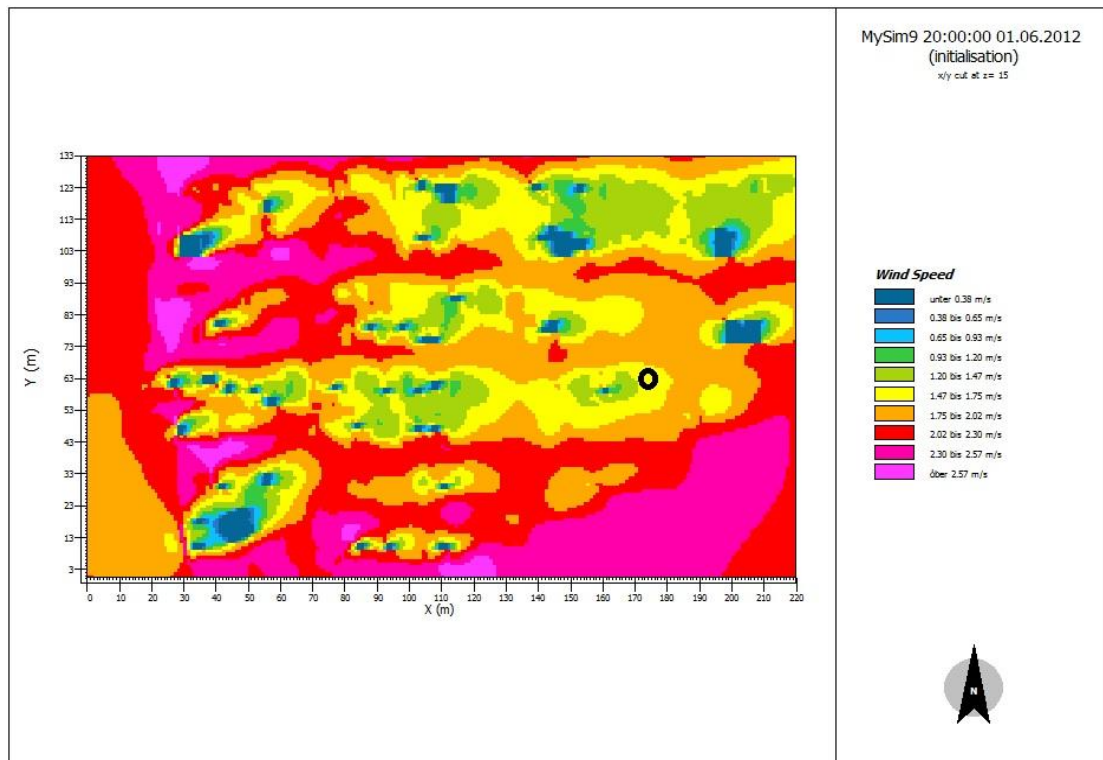 MySim9 20:00:00 01.06.2012
(initialisation)
x/y cut at z= 15
133
123
113
103
93
83
73
63
53
43
33
23
13
3
Y (m)
0 10 20 30 40 50 60 70 80 90 100 110 120 130 140 150 160 170 180 190 200 210 220
X (m)
Wind Speed
unter 0.38 m/s
0.38 bis 0.65 m/s
0.65 bis 0.93 m/s
0.93 bis 1.20 m/s
1.20 bis 1.47 m/s
1.47 bis 1.75 m/s
1.75 bis 2.02 m/s
2.02 bis 2.30 m/s
2.30 bis 2.57 m/s
õber 2.57 m/s
N